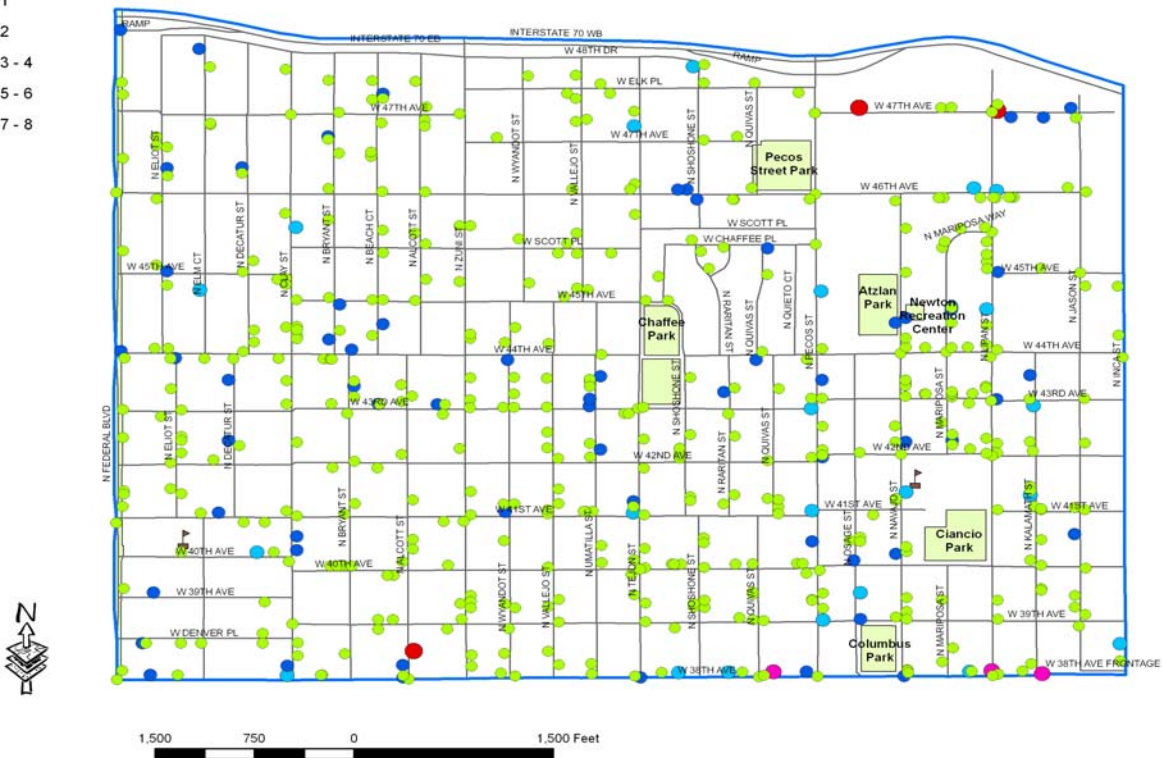 1
2
3 - 4
5 - 6
7 - 8
RAMP
INTERSTATE 70 EB
INTERSTATE 70 WB
W 48TH DR
RAMP
W ELK PL
W 47TH AVE
W 47TH AVE
W 47TH AVE
N ELIOT ST
N WYANDOT ST
N VALLEJO ST
N SHOSHONE ST
N QUIVAS ST
Pecos
Street Park
W 46TH AVE
N DECATUR ST
N BRYANT ST
N BEACH CT
N ALCOTT ST
N ZUNI ST
W SCOTT PL
W SCOTT PL
W CHAFFEE PL
N MARIPOSA WAY
W 45TH AVE
N ELM CT
N CLAY ST
W 45TH AVE
W 45TH AVE
N RARITAN ST
N QUIVAS ST
N QUIETO CT
N PECOS ST
Atzlan
Park
Newton
Recreation
Center
N LIPAN ST
N JASON ST
N INCA ST
Chaffee
Park
W 44TH AVE
W 44TH AVE
N FEDERAL BLVD
N ELIOT ST
N DECATUR ST
W 43RD AVE
N SHOSHONE ST
N RARITAN ST
N QUIVAS ST
N MARIPOSA ST
W 43RD AVE
W 42ND AVE
W 42ND AVE
N BRYANT ST
N ALCOTT ST
W 41ST AVE
N UMATILLA ST
W 41ST AVE
N OSAGE ST
N NAVAJO ST
N KALAMATH ST
W 41ST AVE
Ciancio
Park
W 40TH AVE
W 40TH AVE
N WYANDOT ST
N VALLEJO ST
N TEJON ST
N SHOSHONE ST
N QUIVAS ST
N MARIPOSA ST
W 39TH AVE
W 39TH AVE
W DENVER PL
Columbus
Park
W 38TH AVE
W 38TH AVE FRONTAGE
N
1,500
750
0
1,500 Feet